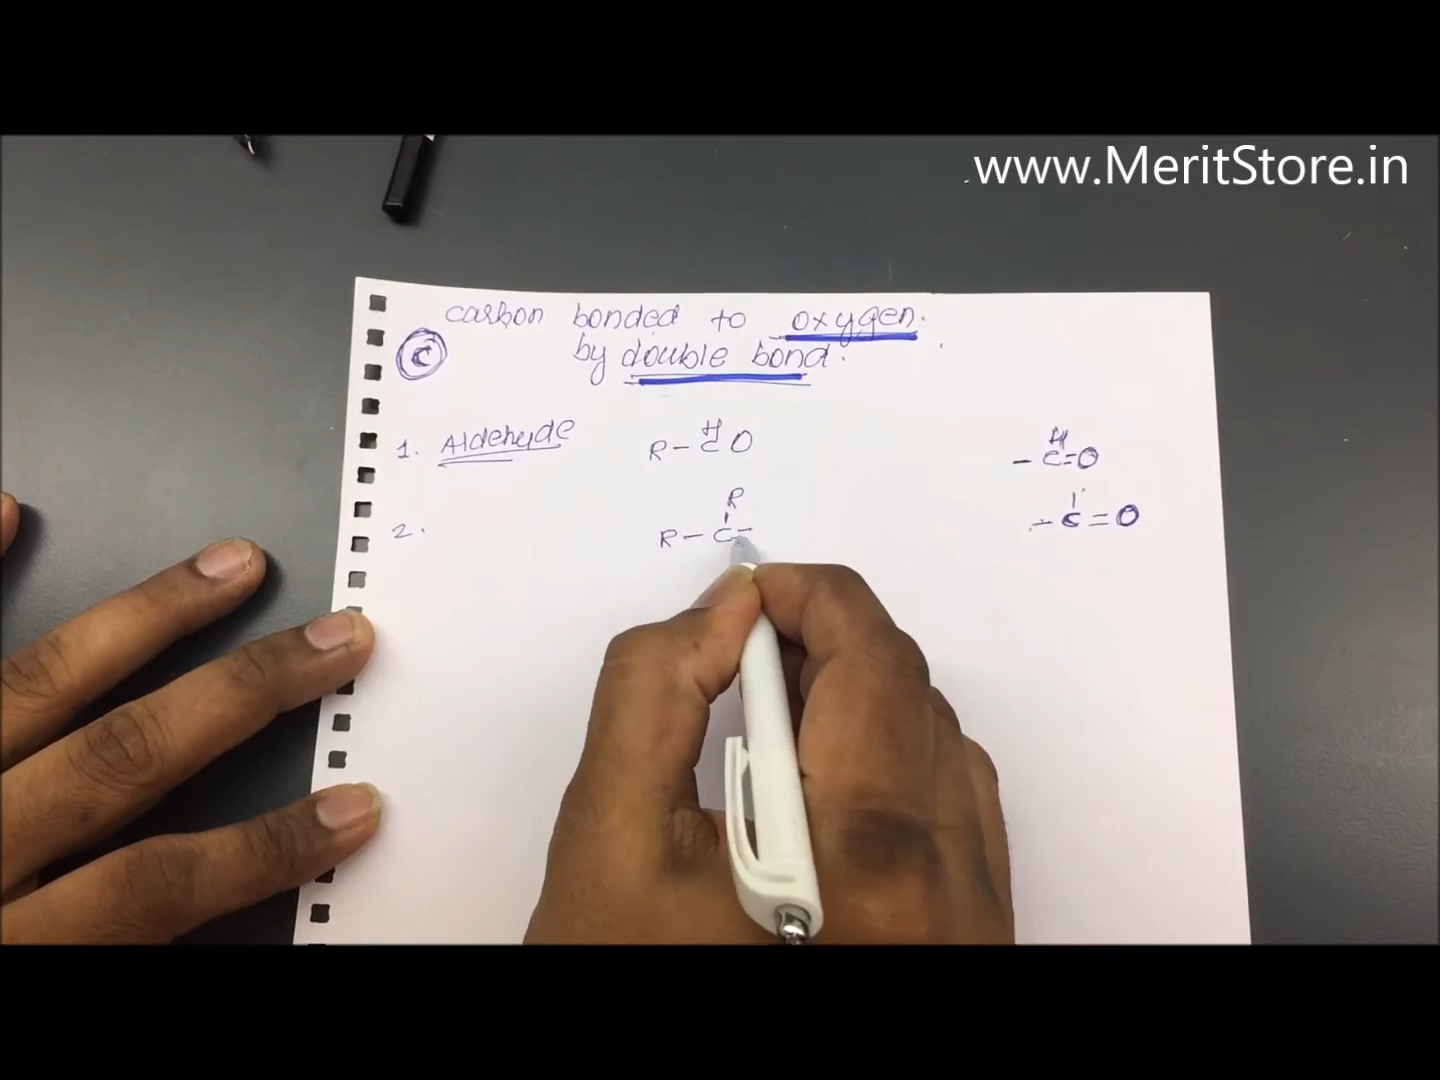 www.MeritStore.in
carbon bonded to oxygen.
C by double bond.
1. Aldehyde R – C O – C = O
H H
R
2. R – C – – C = O